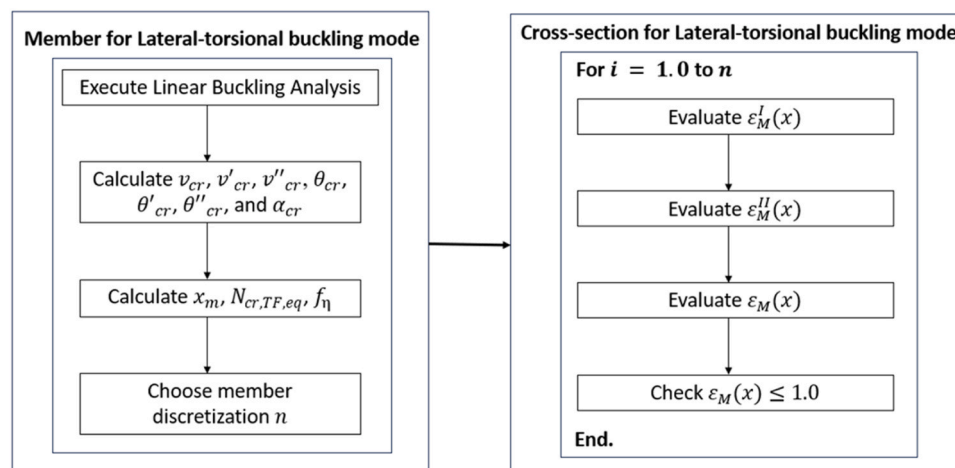 Member for Lateral-torsional buckling mode
Execute Linear Buckling Analysis
Calculate v_cr, v'_cr, v''_cr, θ_cr,
θ'_cr, θ''_cr, and α_cr
Calculate x_m, N_cr,TF,eq, f_η
Choose member
discretization n
Cross-section for Lateral-torsional buckling mode
For i = 1.0 to n
Evaluate ε_M^I(x)
Evaluate ε_M^II(x)
Evaluate ε_M(x)
Check ε_M(x) ≤ 1.0
End.